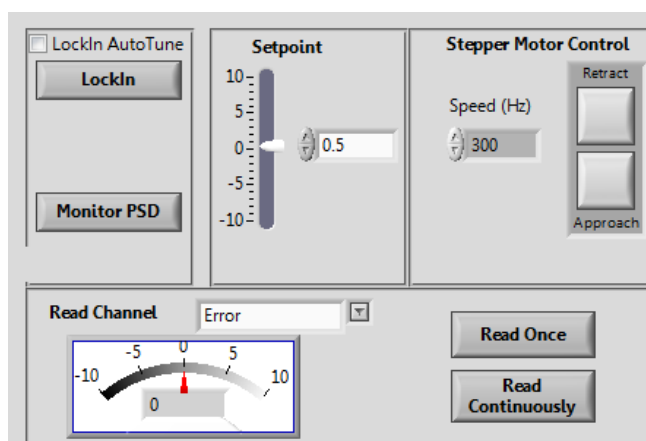 LockIn AutoTune
LockIn
Monitor PSD
Setpoint
10
5
0
-5
-10
0.5
Stepper Motor Control
Speed (Hz)
300
Retract
Approach
Read Channel
Error
-10
-5
0
5
10
0
Read Once
Read
Continuously